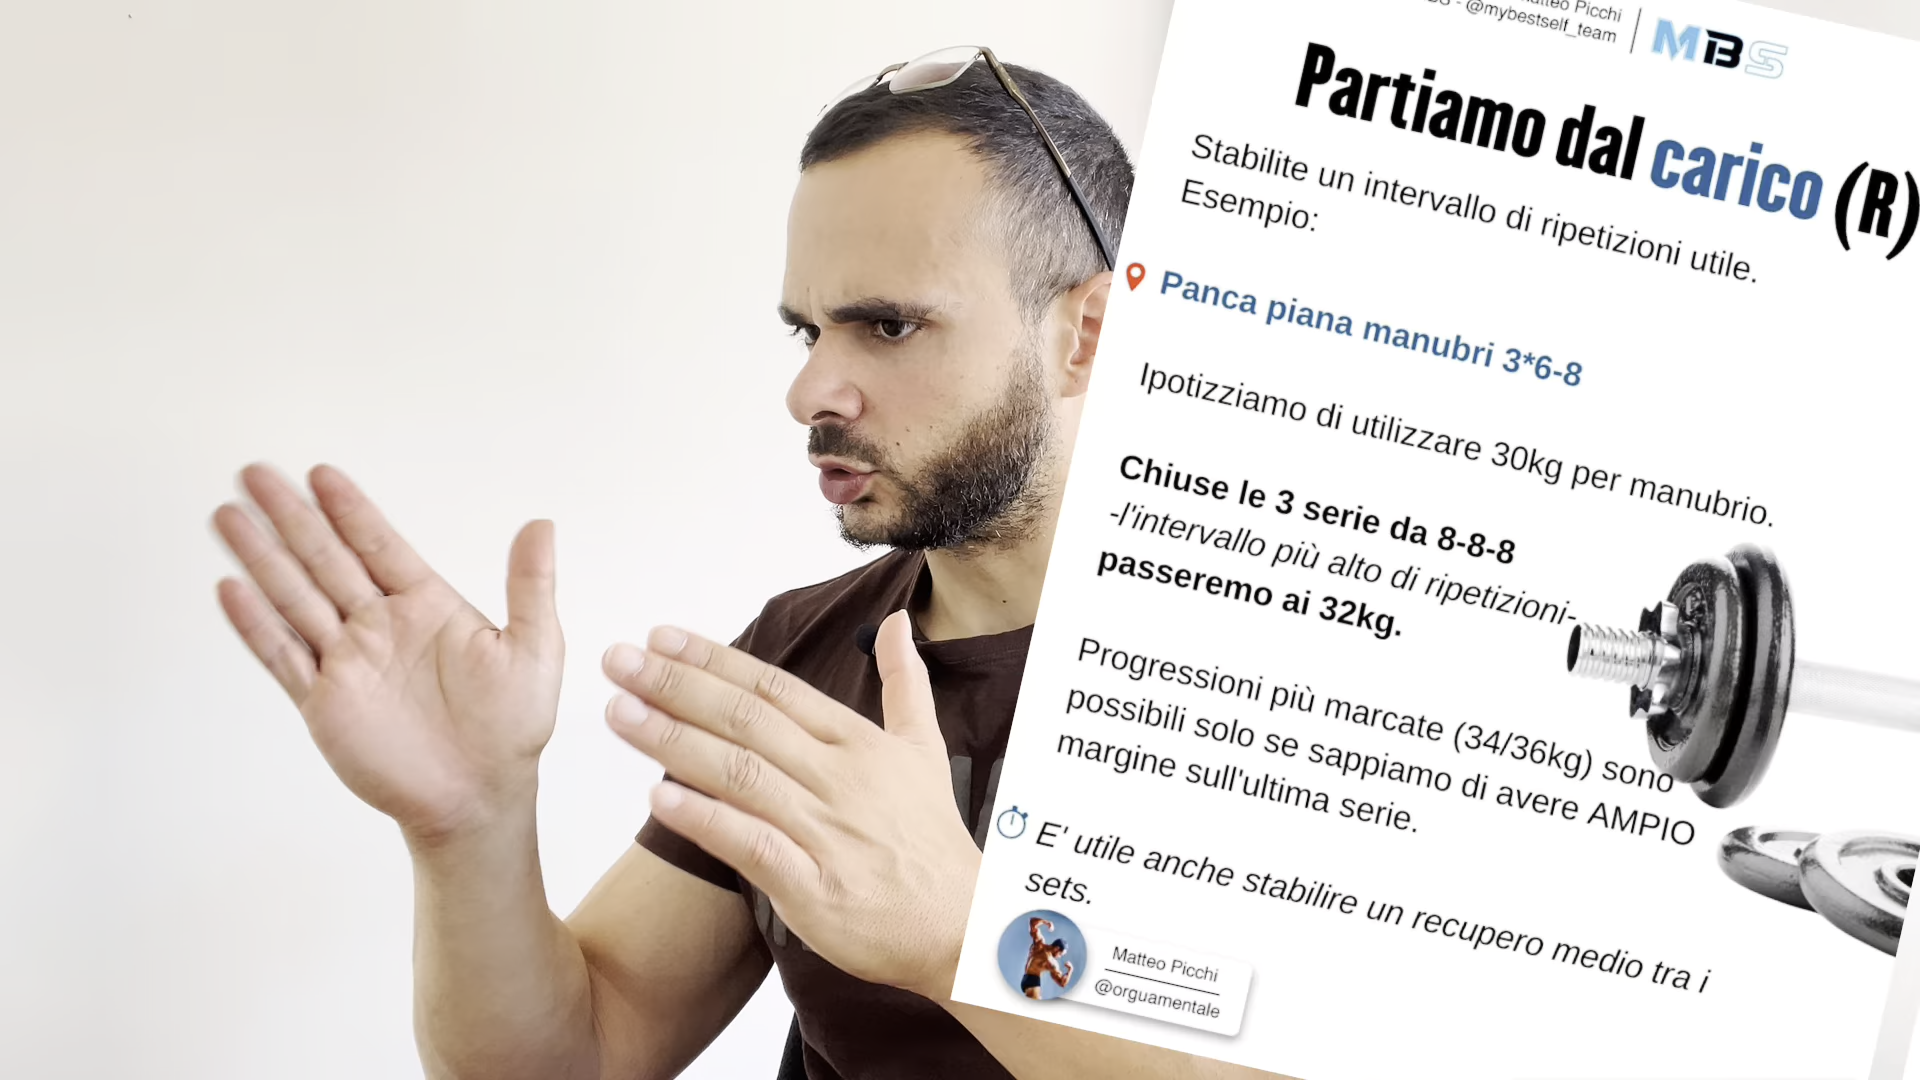 Matteo Picchi
- @mybestself_team
MBS
Partiamo dal carico (R)
Stabilite un intervallo di ripetizioni utile.
Esempio:
Panca piana manubri 3*6-8
Ipotizziamo di utilizzare 30kg per manubrio.
Chiuse le 3 serie da 8-8-8
-l'intervallo più alto di ripetizioni-
passeremo ai 32kg.
Progressioni più marcate (34/36kg) sono
possibili solo se sappiamo di avere AMPIO
margine sull'ultima serie.
E' utile anche stabilire un recupero medio tra i
sets.
Matteo Picchi
@orguamentale